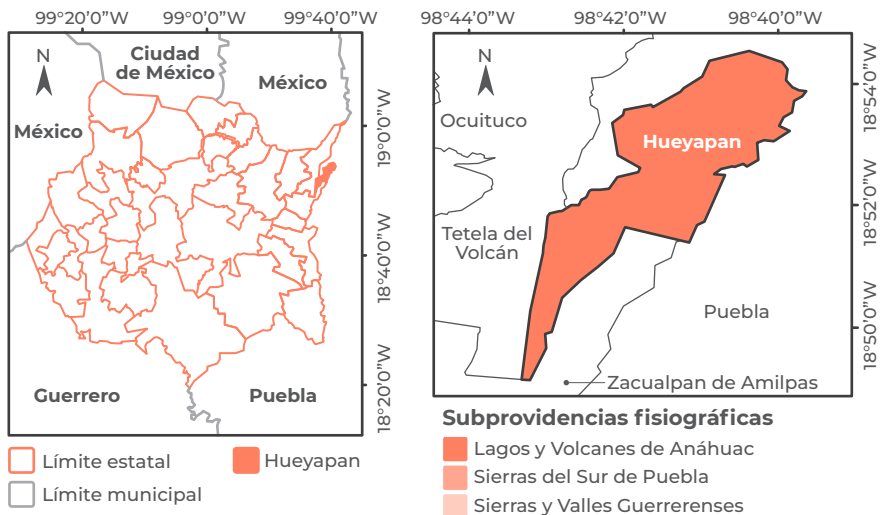 99°20'0"W
99°0'0"W
99°40'0"W
N
Ciudad
de México
México
México
Guerrero
Puebla
19°0'0"W
18°40'0"W
18°20'0"W
Límite estatal
Hueyapan
Límite municipal
98°44'0"W
98°42'0"W
98°40'0"W
N
Ocuituco
Hueyapan
Tetela del
Volcán
Puebla
Zacualpan de Amilpas
18°54'0"W
18°52'0"W
18°50'0"W
Subprovidencias fisiográficas
Lagos y Volcanes de Anáhuac
Sierras del Sur de Puebla
Sierras y Valles Guerrerenses